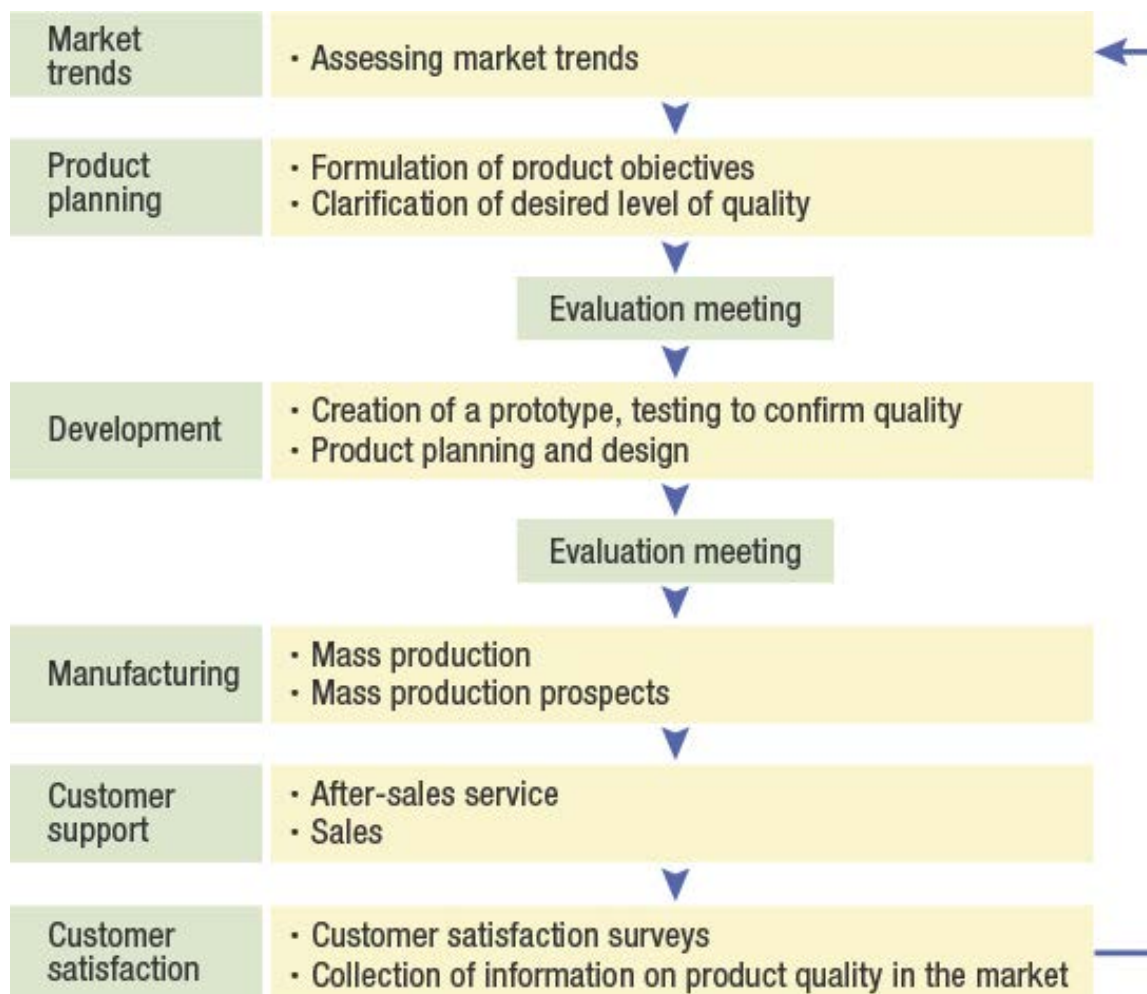 Market
trends
・Assessing market trends
Product
planning
・Formulation of product objectives
・Clarification of desired level of quality
Evaluation meeting
Development
・Creation of a prototype, testing to confirm quality
・Product planning and design
Evaluation meeting
Manufacturing
・Mass production
・Mass production prospects
Customer
support
・After-sales service
・Sales
Customer
satisfaction
・Customer satisfaction surveys
・Collection of information on product quality in the market